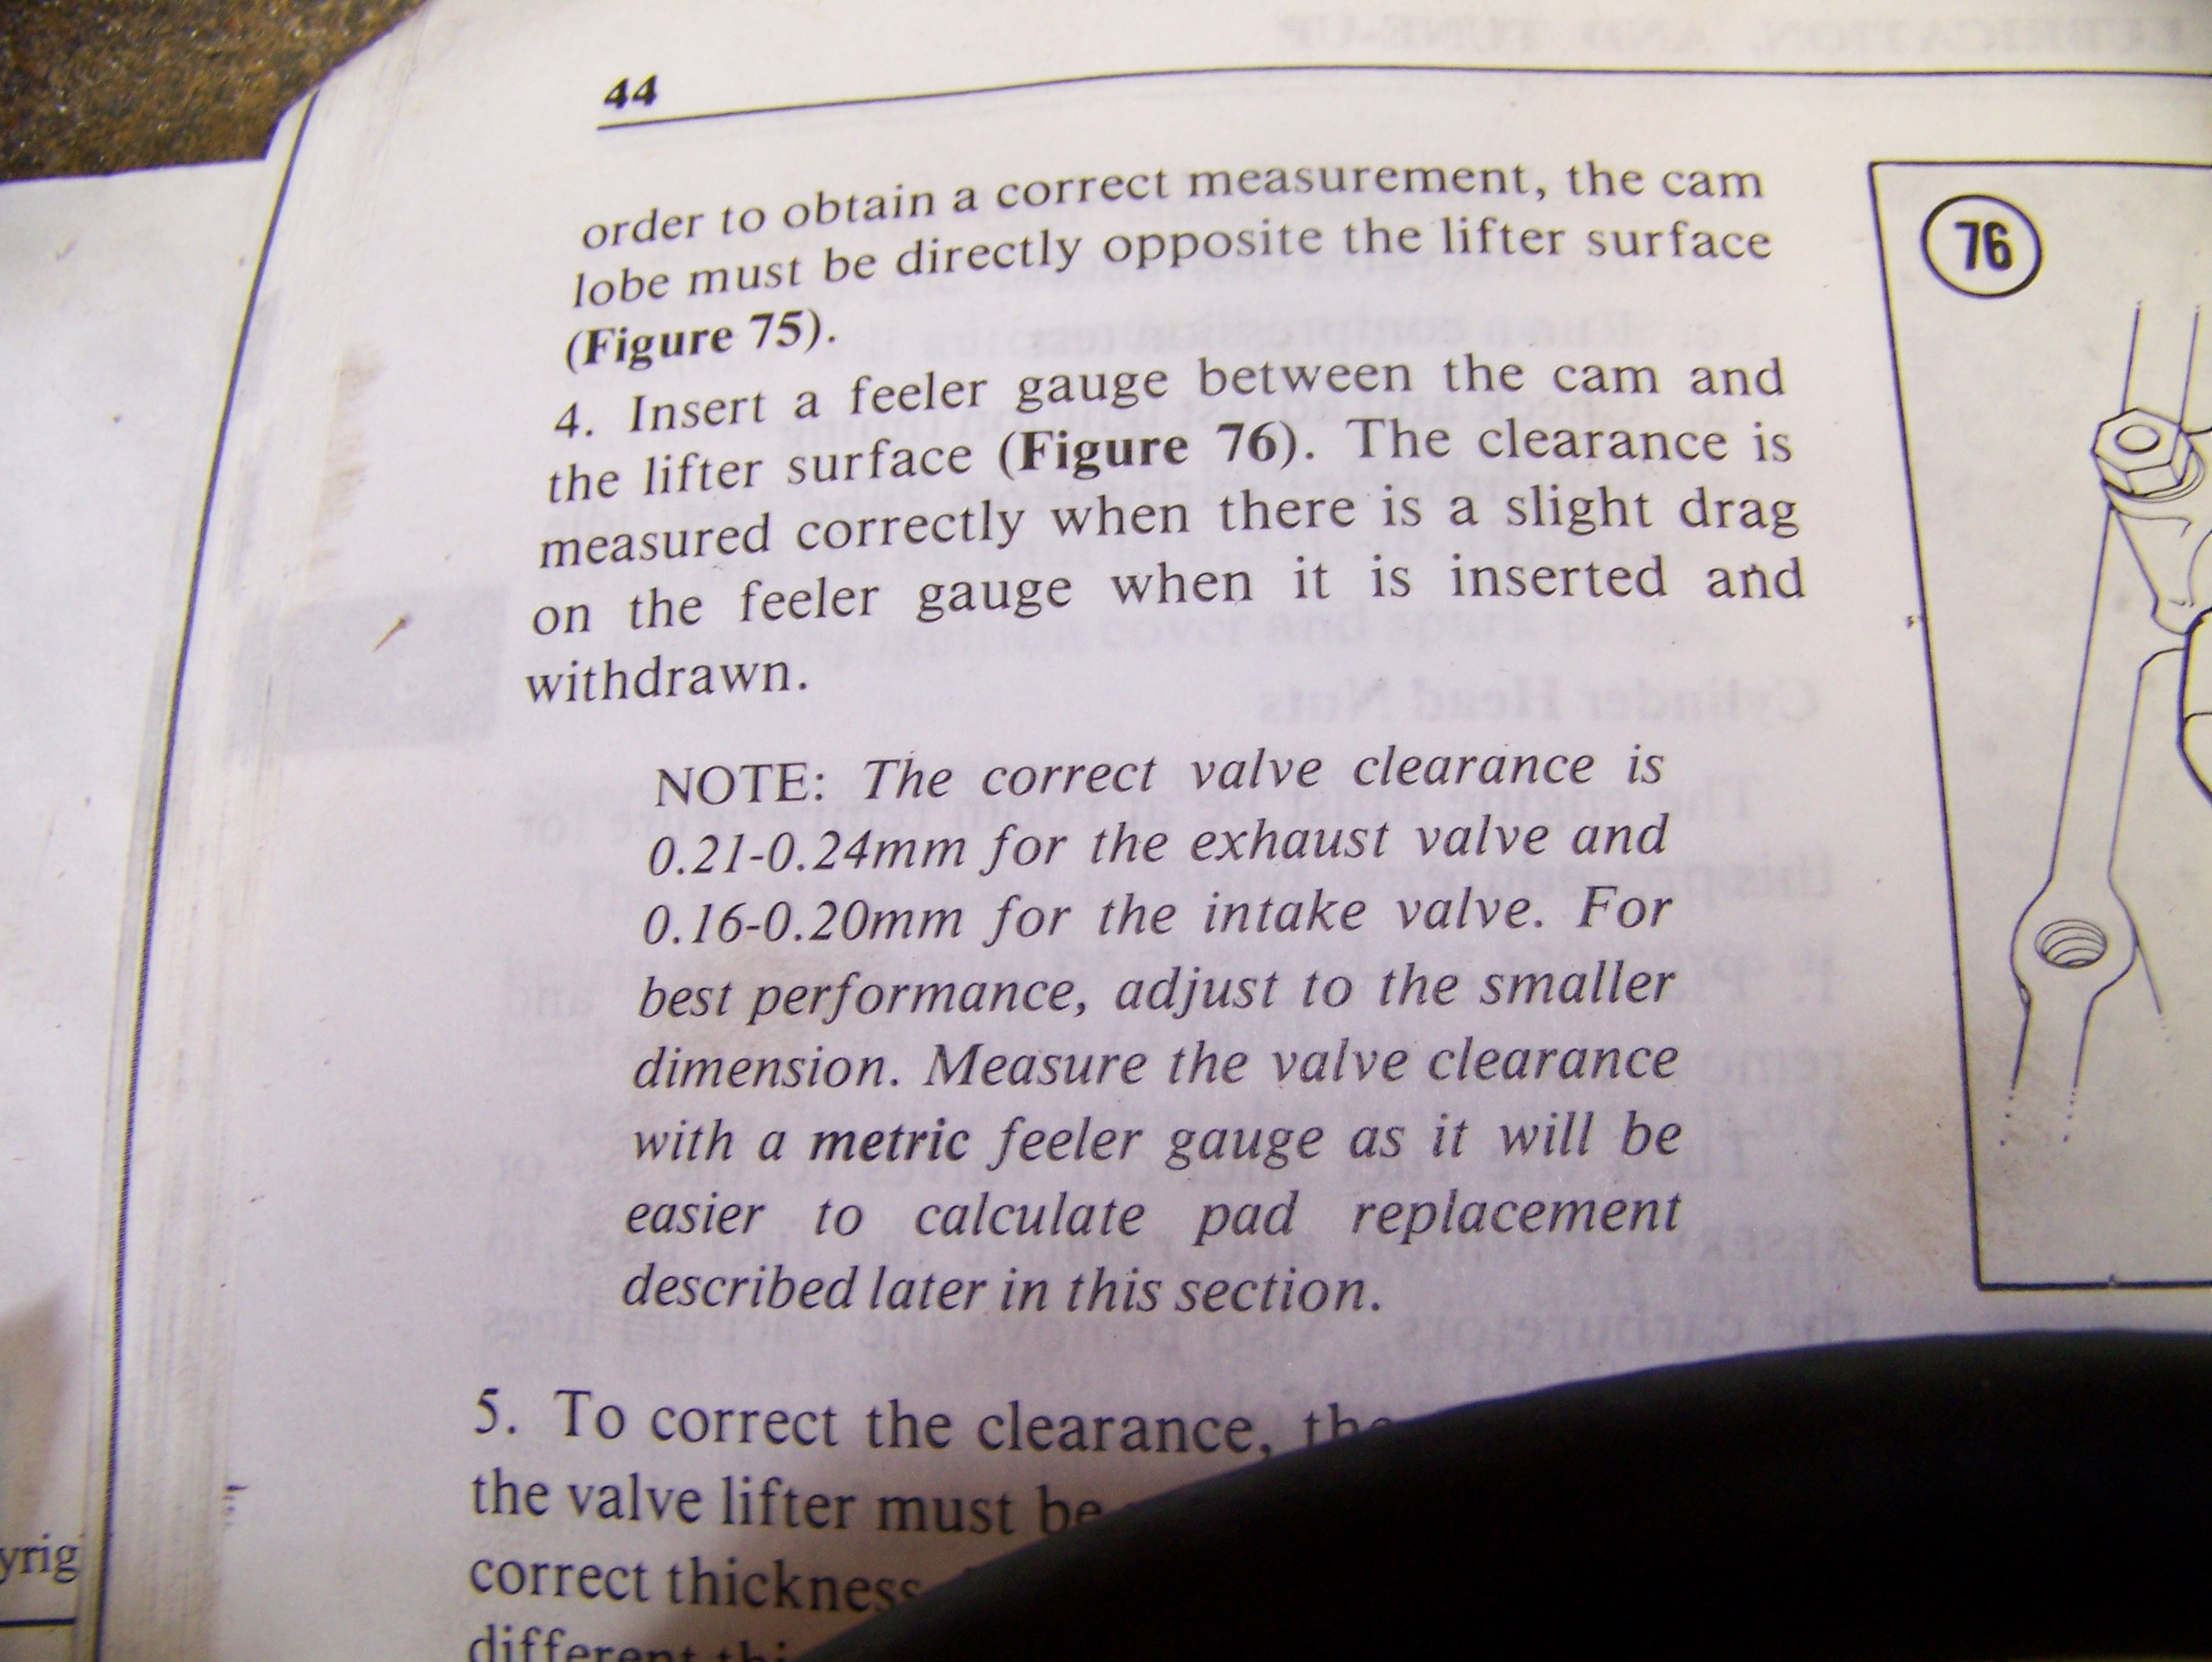 44
order to obtain a correct measurement, the cam
lobe must be directly opposite the lifter surface
(Figure 75).
4. Insert a feeler gauge between the cam and
the lifter surface (Figure 76). The clearance is
measured correctly when there is a slight drag
on the feeler gauge when it is inserted and
withdrawn.
NOTE: The correct valve clearance is
0.21-0.24mm for the exhaust valve and
0.16-0.20mm for the intake valve. For
best performance, adjust to the smaller
dimension. Measure the valve clearance
with a metric feeler gauge as it will be
easier to calculate pad replacement
described later in this section.
5. To correct the clearance, the
the valve lifter must be
correct thickness
different
76
yrig